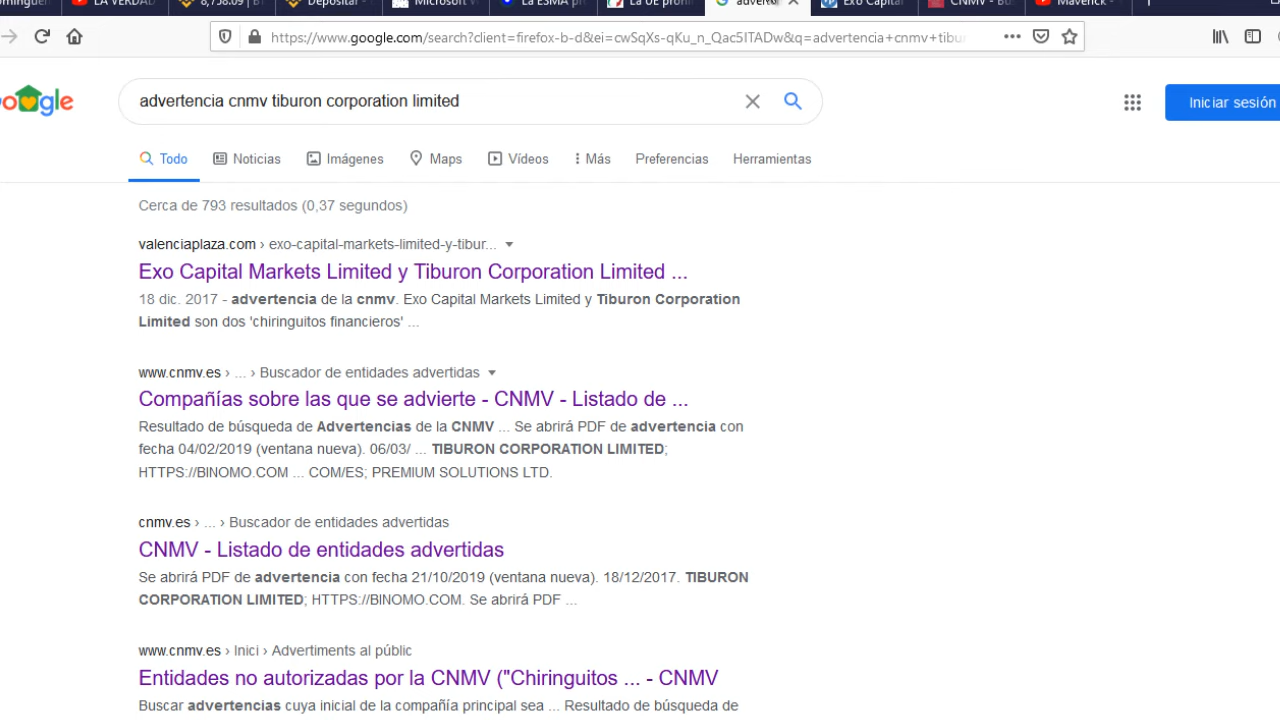 LA VERDAD
8,758.09 | BT
Depositar -
Microsoft
La ESMA pro
La UE prohi
Exo Capital
CNMV - Bus
Maverick -
https://www.google.com/search?client=firefox-b-d&ei=cwSqXs-qKu_n_Qac5ITADw&q=advertencia+cnmv+tibur
oogle
advertencia cnmv tiburon corporation limited
Iniciar sesión
Todo
Noticias
Imágenes
Maps
Vídeos
Más
Preferencias
Herramientas
Cerca de 793 resultados (0,37 segundos)
valenciaplaza.com › exo-capital-markets-limited-y-tibur...
Exo Capital Markets Limited y Tiburon Corporation Limited ...
18 dic. 2017 - advertencia de la cnmv. Exo Capital Markets Limited y Tiburon Corporation
Limited son dos 'chiringuitos financieros' ...
www.cnmv.es › ... › Buscador de entidades advertidas
Compañías sobre las que se advierte - CNMV - Listado de ...
Resultado de búsqueda de Advertencias de la CNMV ... Se abrirá PDF de advertencia con
fecha 04/02/2019 (ventana nueva). 06/03/ ... TIBURON CORPORATION LIMITED;
HTTPS://BINOMO.COM ... COM/ES; PREMIUM SOLUTIONS LTD.
cnmv.es › ... › Buscador de entidades advertidas
CNMV - Listado de entidades advertidas
Se abrirá PDF de advertencia con fecha 21/10/2019 (ventana nueva). 18/12/2017. TIBURON
CORPORATION LIMITED; HTTPS://BINOMO.COM. Se abrirá PDF ...
www.cnmv.es › Inici › Advertiments al públic
Entidades no autorizadas por la CNMV ("Chiringuitos ... - CNMV
Buscar advertencias cuya inicial de la compañía principal sea ... Resultado de búsqueda de